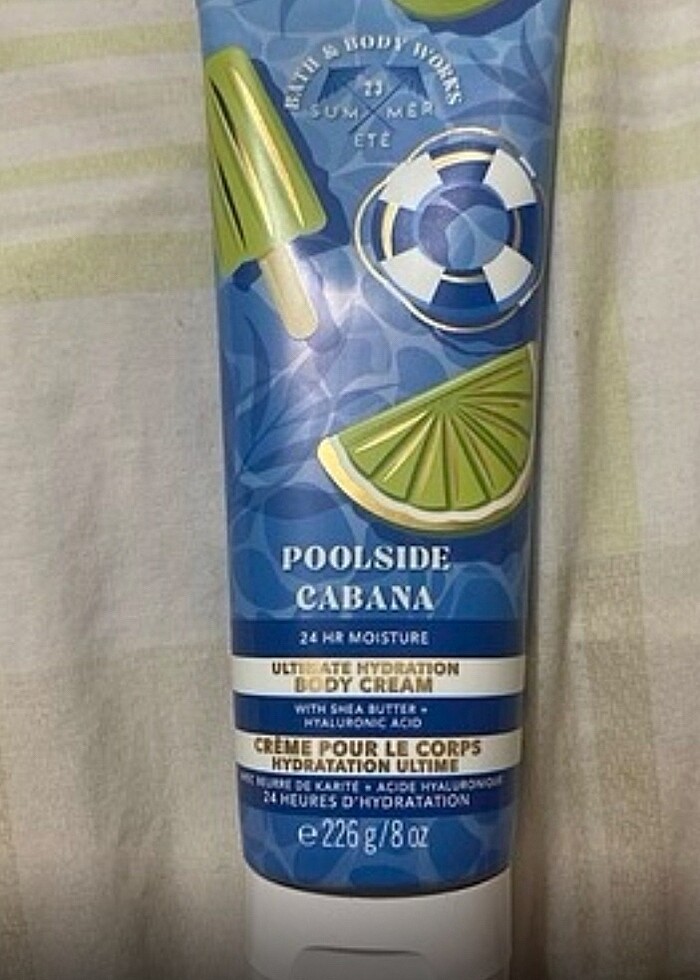 BATH & BODY WORKS
23
SUMMER
ÉTÉ
POOLSIDE
CABANA
24 HR MOISTURE
ULTIMATE HYDRATION
BODY CREAM
WITH SHEA BUTTER +
HYALURONIC ACID
CRÈME POUR LE CORPS
HYDRATATION ULTIME
BEURRE DE KARITÉ + ACIDE HYALURONIQUE
24 HEURES D'HYDRATATION
e 226 g/8 oz